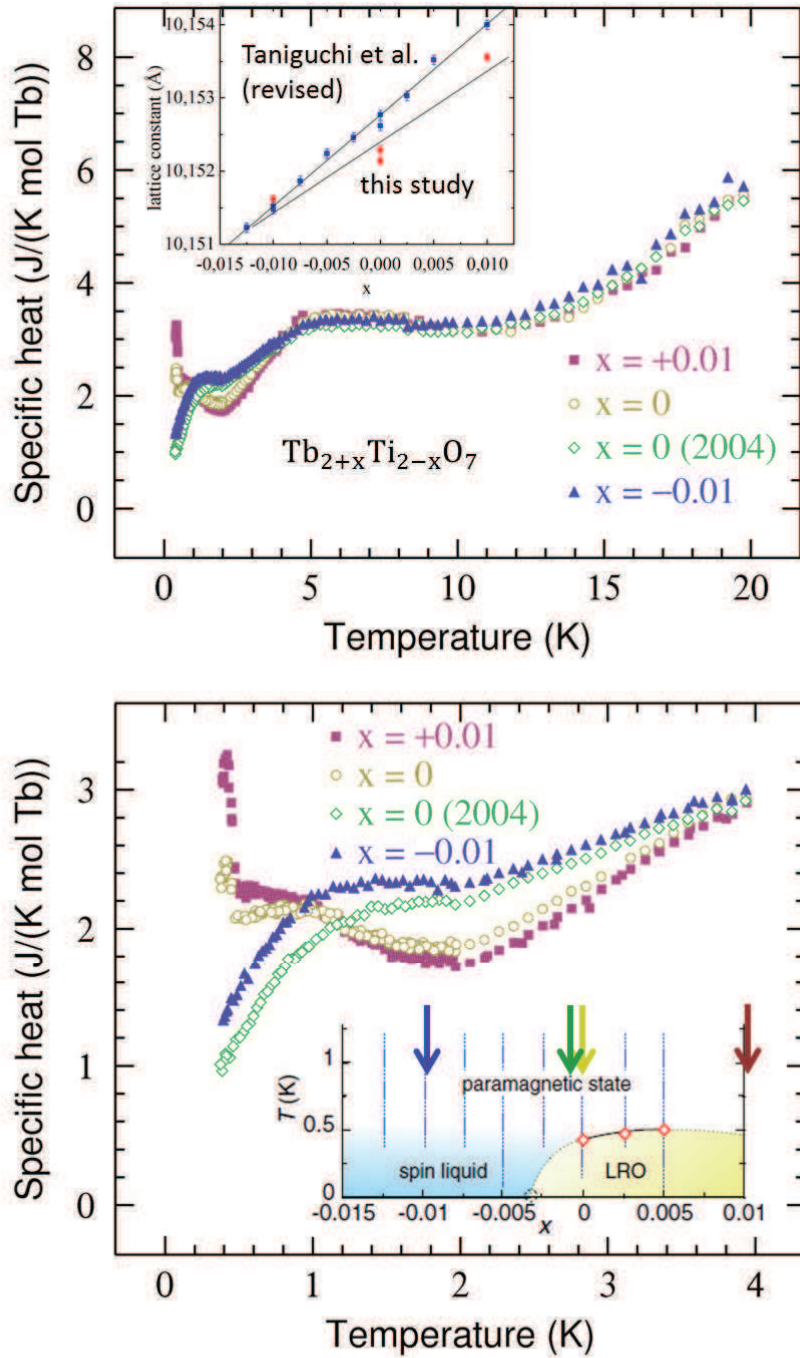 Specific heat (J/(K mol Tb))
8
6
4
2
0
lattice constant (Å)
10,154
10,153
10,152
10,151
Taniguchi et al.
(revised)
this study
-0,015 -0,010 -0,005 0,000 0,005 0,010
x
x = +0.01
x = 0
x = 0 (2004)
x = −0.01
Tb2+xTi2−xO7
0 5 10 15 20
Temperature (K)
Specific heat (J/(K mol Tb))
3
2
1
0
x = +0.01
x = 0
x = 0 (2004)
x = −0.01
T (K)
1
0.5
0
paramagnetic state
spin liquid
LRO
-0.015 -0.01 -0.005 0 0.005 0.01
x
0 1 2 3 4
Temperature (K)